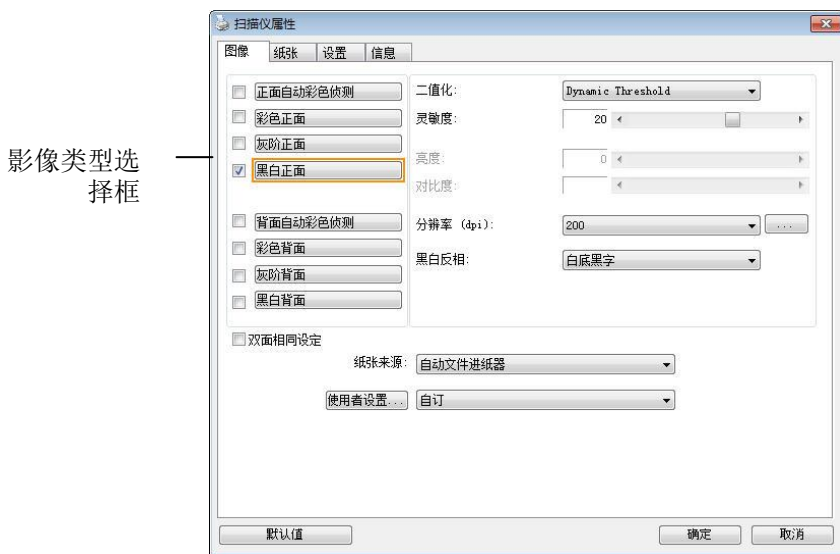 扫描仪属性
图像 纸张 设置 信息
影像类型选
择框
正面自动彩色侦测
彩色正面
灰阶正面
黑白正面
背面自动彩色侦测
彩色背面
灰阶背面
黑白背面
二值化: Dynamic Threshold
灵敏度: 20
亮度: 0
对比度:
分辨率 (dpi): 200 ...
黑白反相: 白底黑字
双面相同设定
纸张来源: 自动文件进纸器
使用者设置... 自订
默认值 确定 取消